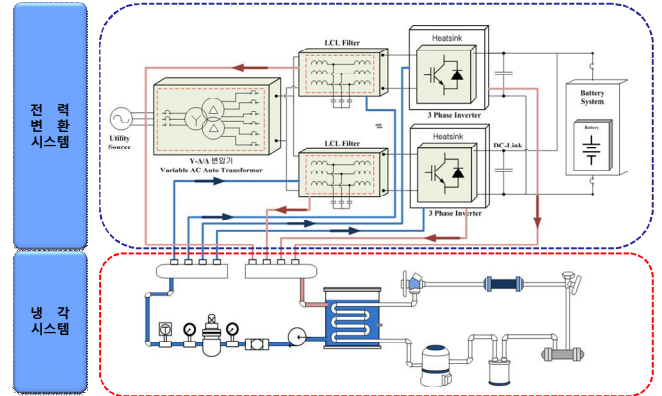 전 력
변 환
시스템
LCL Filter
Heatsink
3 Phase Inverter
Battery
System
Battery
Utility
Source
Y-Δ/Δ 변압기
Variable AC Auto Transformer
LCL Filter
Heatsink
DC-Link
3 Phase Inverter
냉 각
시스템